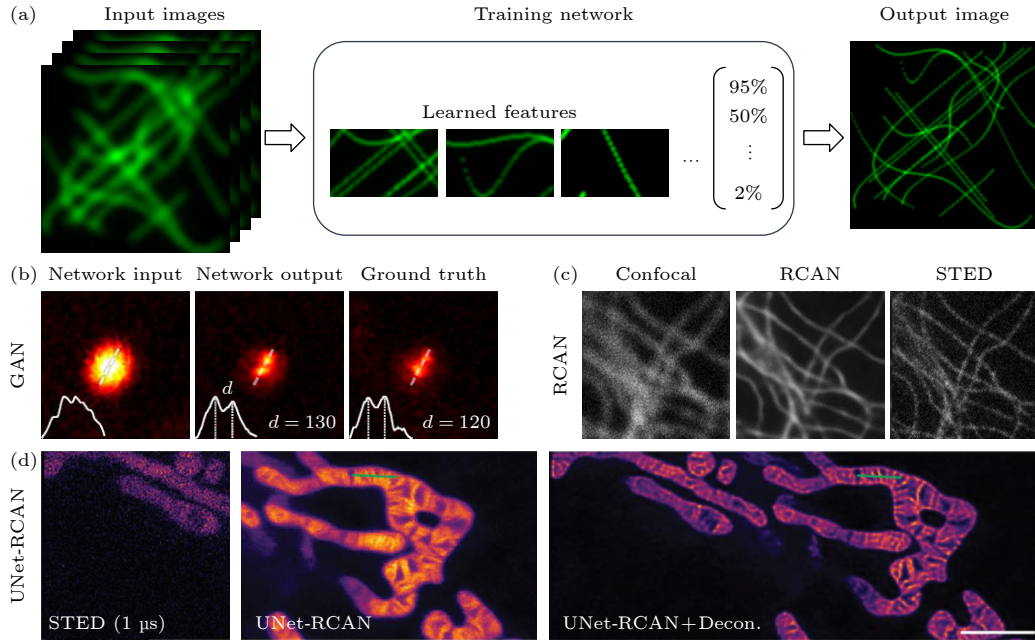 (a)
Input images
Training network
Output image
Learned features
...
95%
50%
⋮
2%
(b)
Network input
Network output
Ground truth
GAN
d
d = 130
d = 120
(c)
Confocal
RCAN
STED
RCAN
(d)
UNet-RCAN
STED (1 µs)
UNet-RCAN
UNet-RCAN+Decon.